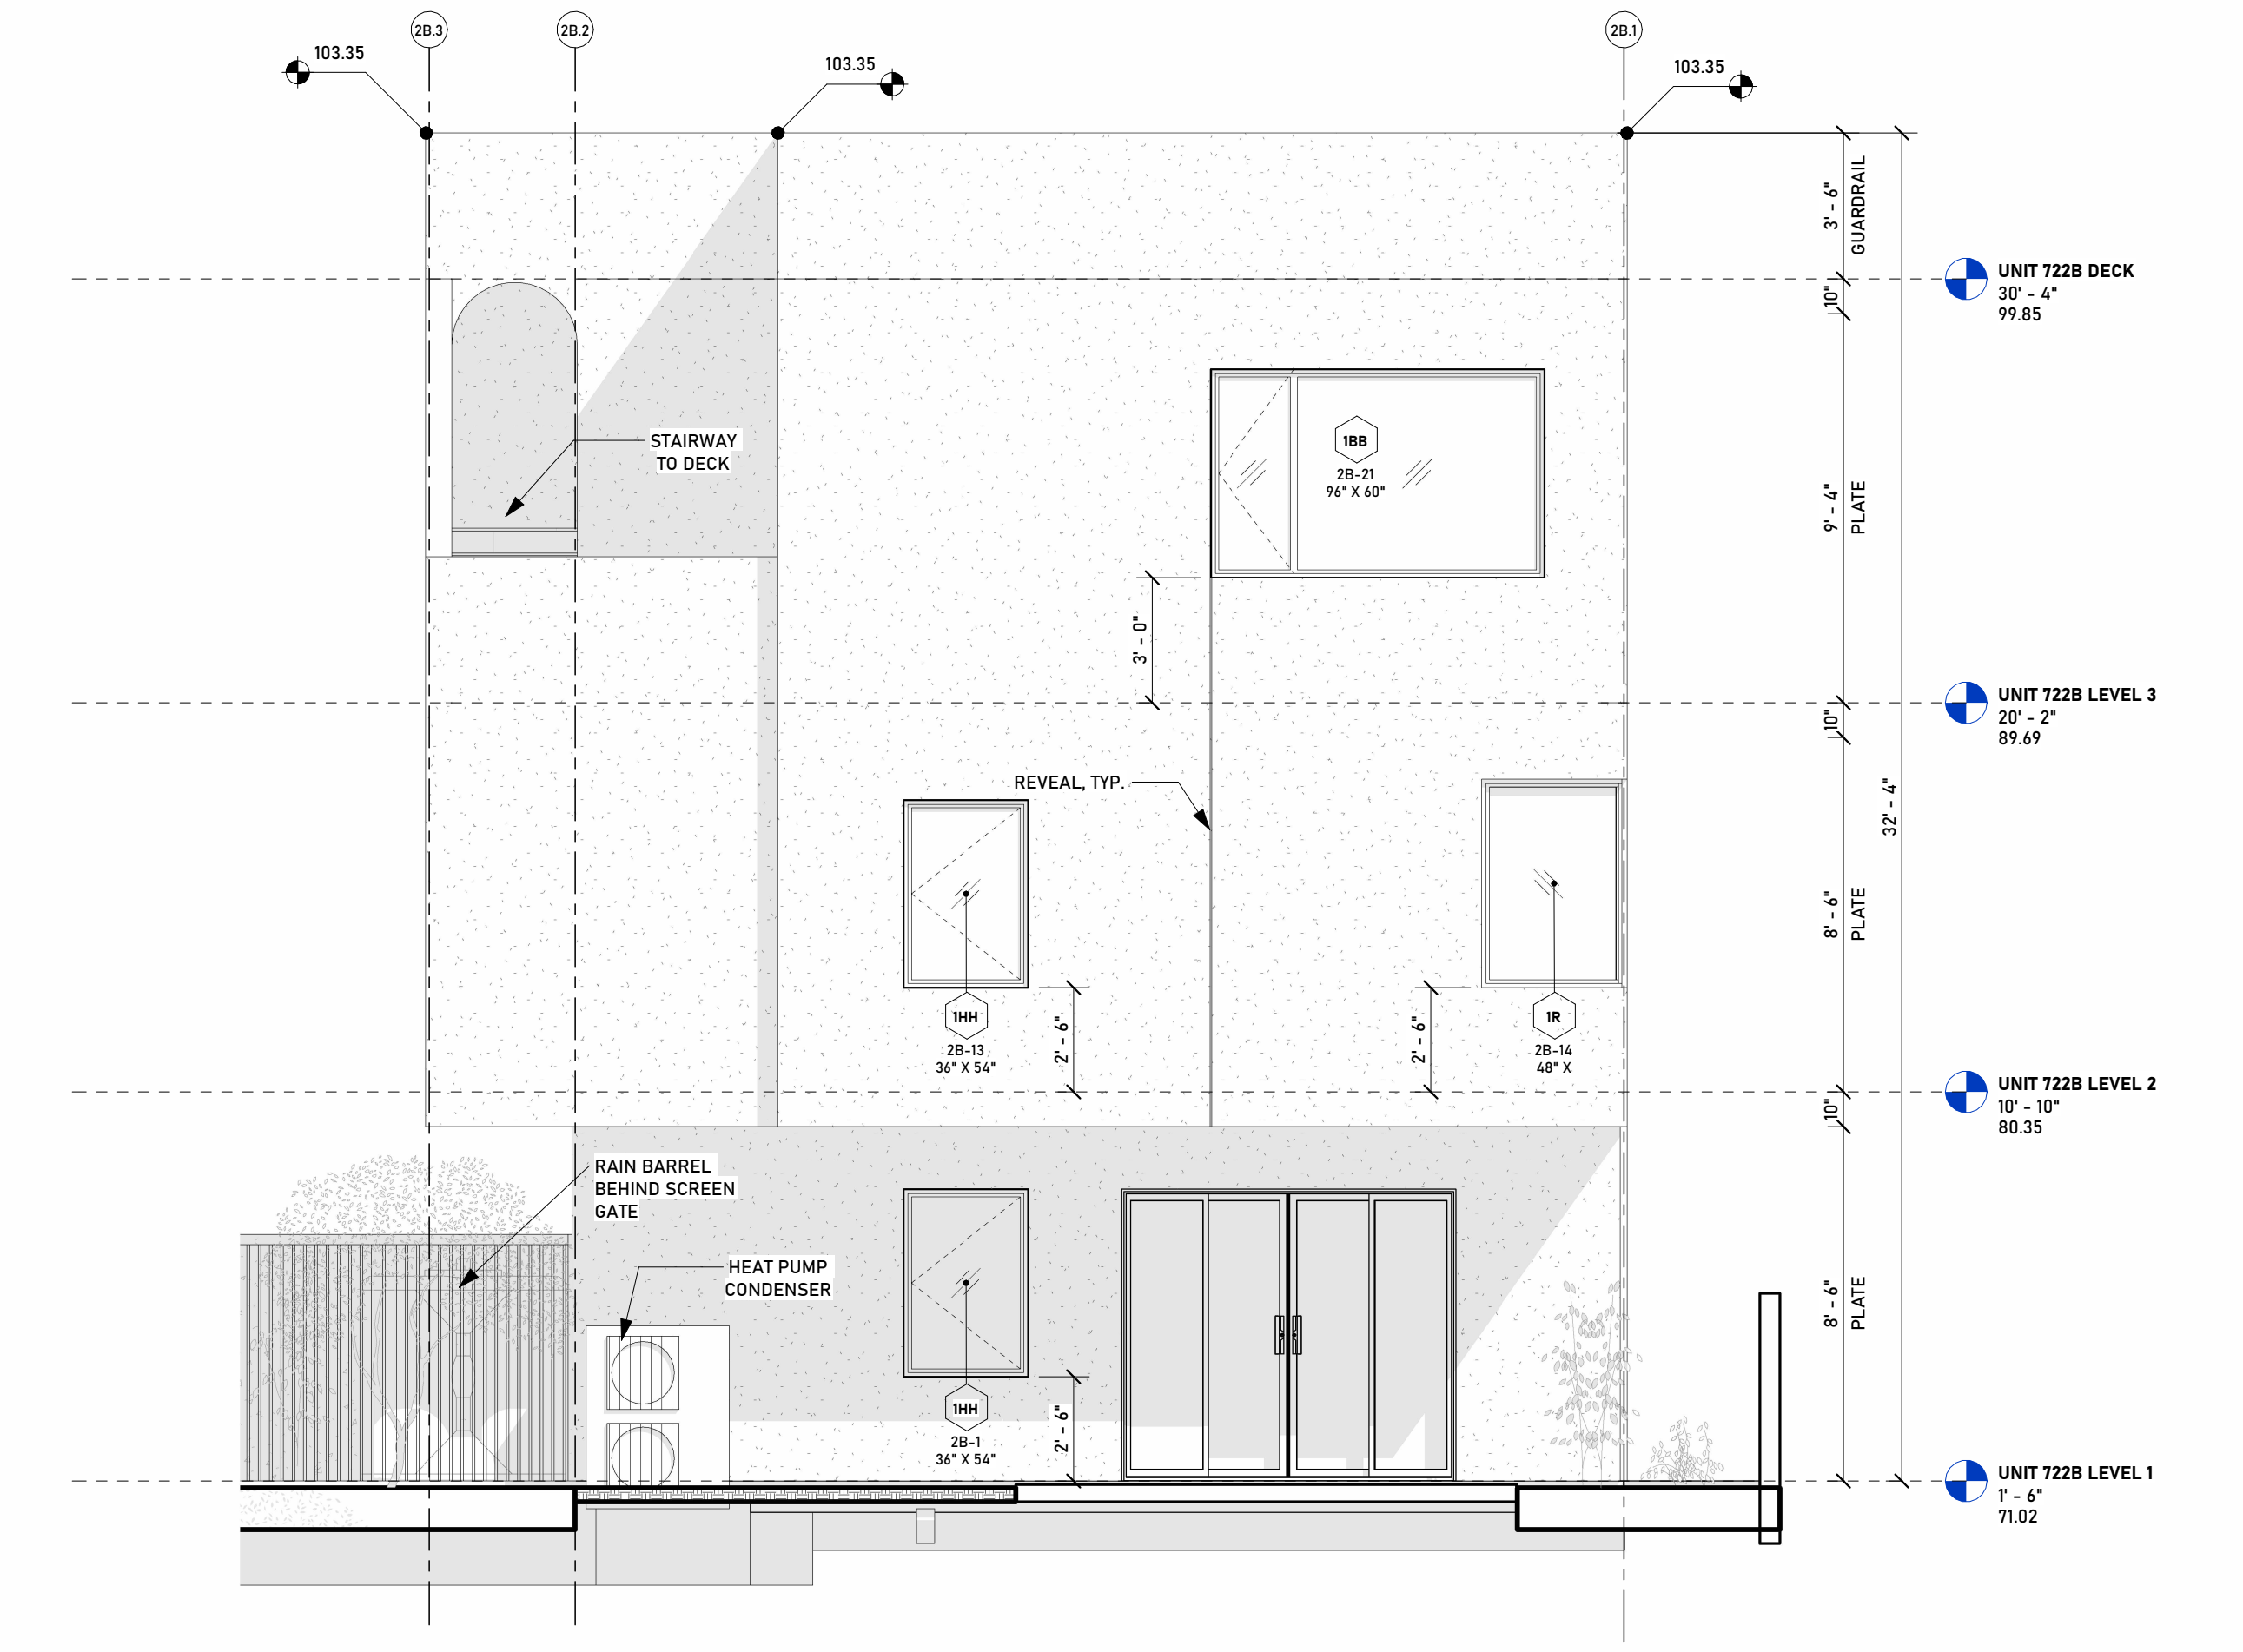 2B.3
2B.2
2B.1
103.35
103.35
103.35
3' - 6"
GUARDRAIL
UNIT 722B DECK
30' - 4"
99.85
10"
STAIRWAY
TO DECK
1BB
2B-21
96" X 60"
9' - 4"
PLATE
3' - 0"
UNIT 722B LEVEL 3
20' - 2"
89.69
10"
REVEAL, TYP.
32' - 4"
8' - 6"
PLATE
1HH
2B-13
36" X 54"
2' - 6"
2' - 6"
1R
2B-14
48" X
UNIT 722B LEVEL 2
10' - 10"
80.35
10"
RAIN BARREL
BEHIND SCREEN
GATE
HEAT PUMP
CONDENSER
8' - 6"
PLATE
1HH
2B-1
36" X 54"
2' - 6"
UNIT 722B LEVEL 1
1' - 6"
71.02